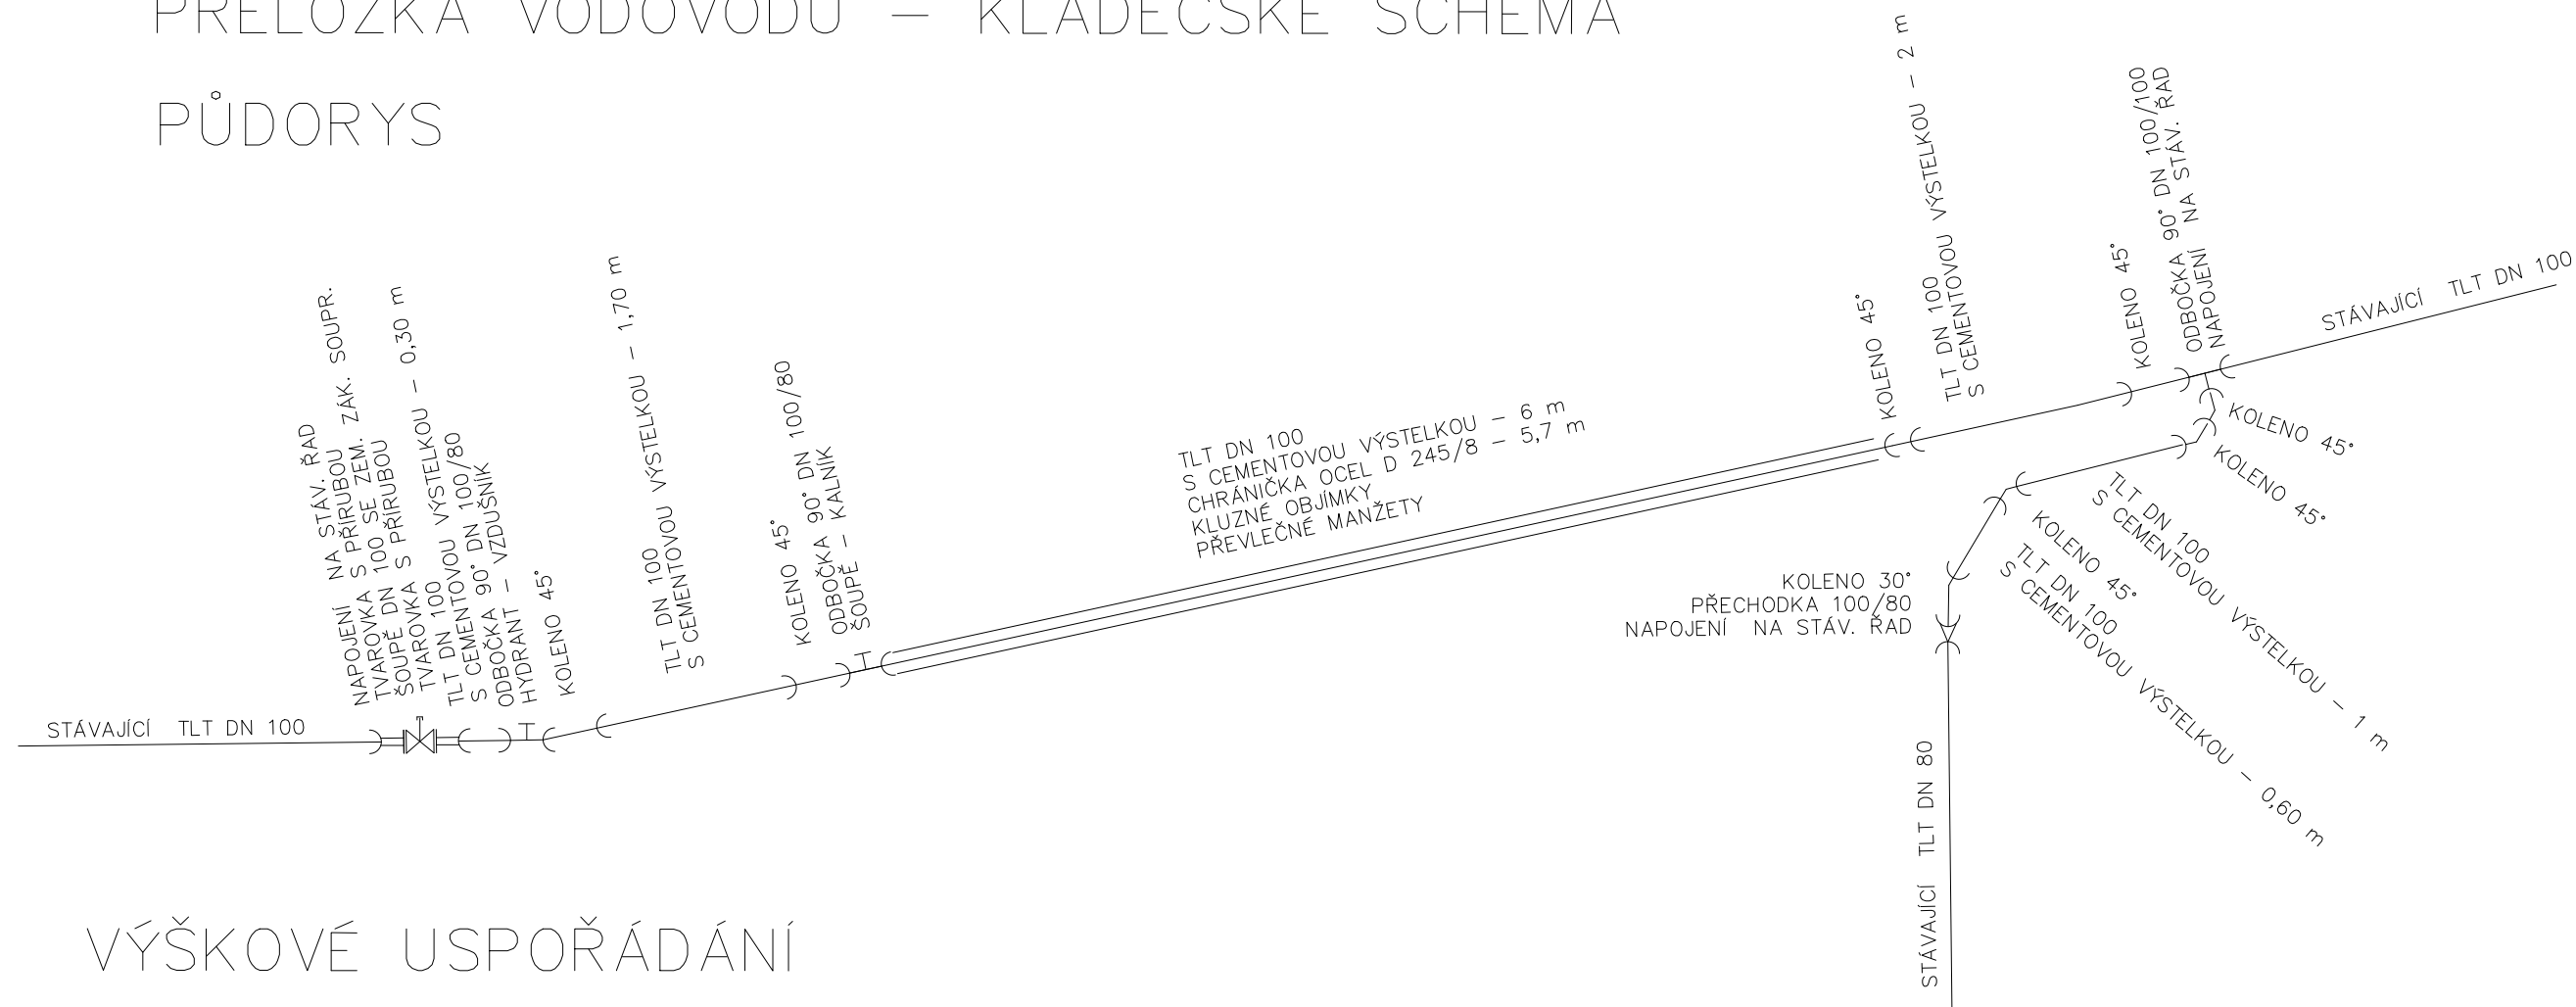 PŘELOŽKA VODOVODU – KLADEČSKÉ SCHÉMA
PŮDORYS
STÁVAJÍCÍ TLT DN 100
NAPOJENÍ NA STÁV. ŘAD
TVAROVKA S PŘÍRUBOU
ŠOUPĚ DN 100 SE ZEM. ZÁK. SOUPR.
TVAROVKA S PŘÍRUBOU
TLT DN 100
S CEMENTOVOU VÝSTELKOU – 0,30 m
ODBOČKA 90° DN 100/80
HYDRANT – VZDUŠNÍK
KOLENO 45°
TLT DN 100
S CEMENTOVOU VÝSTELKOU – 1,70 m
KOLENO 45°
ODBOČKA 90° DN 100/80
ŠOUPĚ – KALNÍK
TLT DN 100
S CEMENTOVOU VÝSTELKOU – 6 m
CHRÁNIČKA OCEL D 245/8 – 5,7 m
KLUZNÉ OBJÍMKY
PŘEVLEČNÉ MANŽETY
KOLENO 45°
TLT DN 100
S CEMENTOVOU VÝSTELKOU – 2 m
KOLENO 45°
ODBOČKA 90° DN 100/100
NAPOJENÍ NA STÁV. ŘAD
STÁVAJÍCÍ TLT DN 100
KOLENO 45°
KOLENO 45°
TLT DN 100
S CEMENTOVOU VÝSTELKOU – 1 m
KOLENO 45°
TLT DN 100
S CEMENTOVOU VÝSTELKOU – 0,60 m
KOLENO 30°
PŘECHODKA 100/80
NAPOJENÍ NA STÁV. ŘAD
STÁVAJÍCÍ TLT DN 80
VÝŠKOVÉ USPOŘÁDÁNÍ